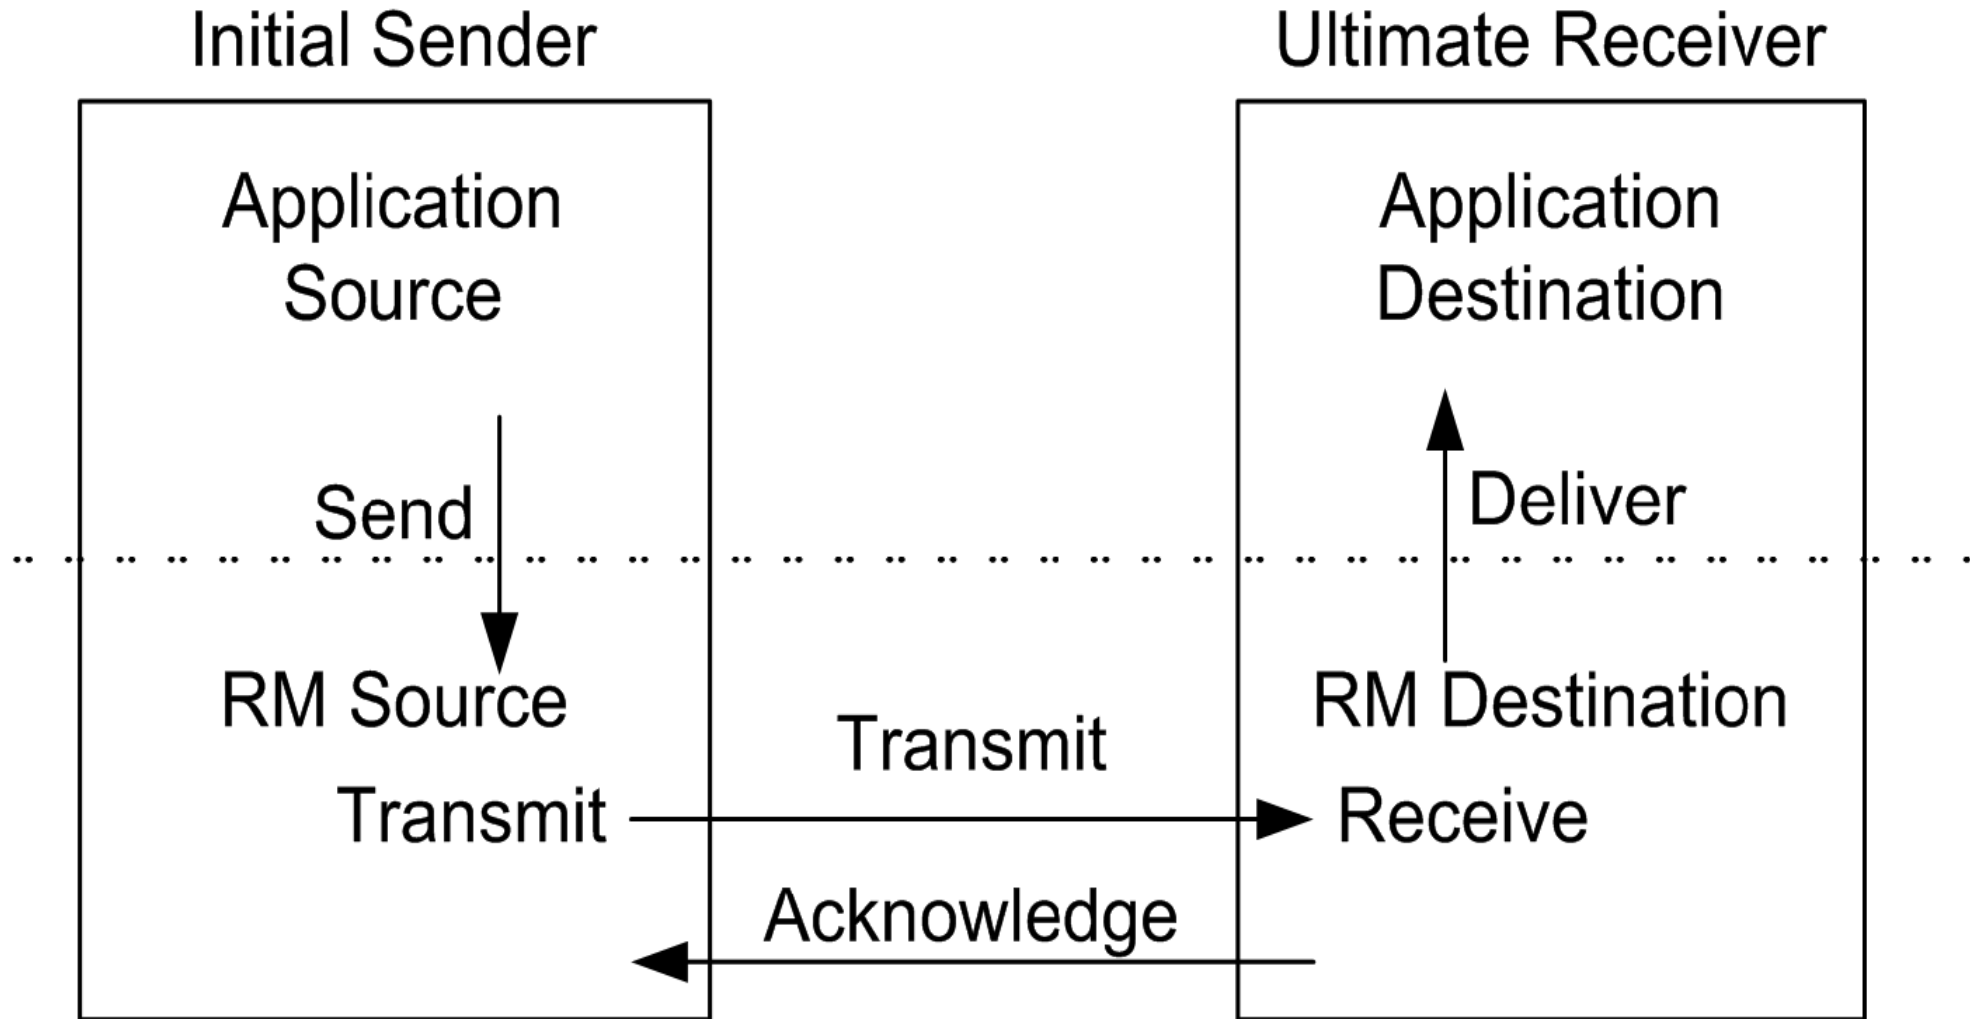 Initial Sender
Ultimate Receiver
Application
Source
Application
Destination
Send
Deliver
RM Source
RM Destination
Transmit
Transmit
Receive
Acknowledge